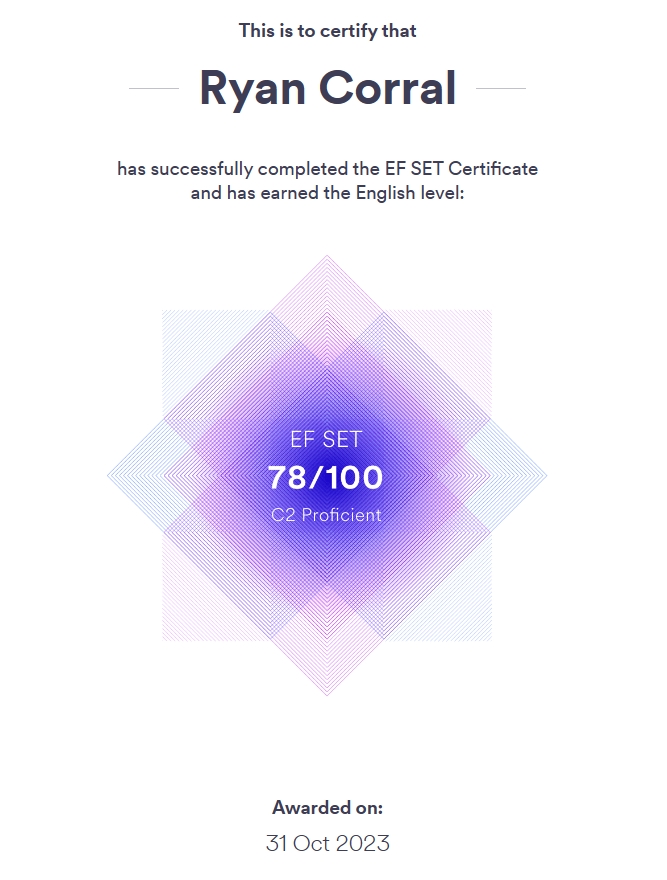 This is to certify that
Ryan Corral
has successfully completed the EF SET Certificate
and has earned the English level:
EF SET
78/100
C2 Proficient
Awarded on:
31 Oct 2023